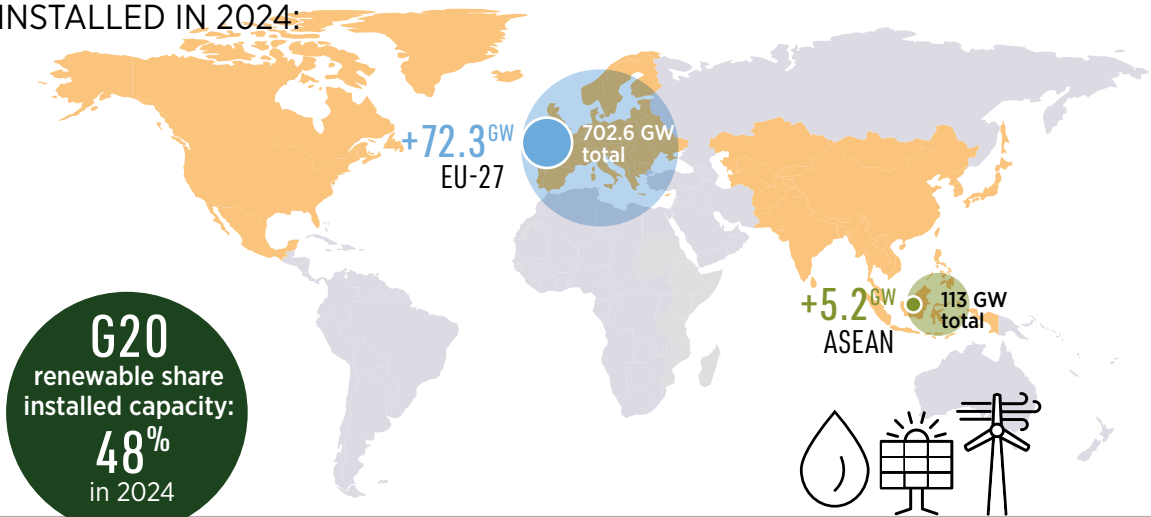 INSTALLED IN 2024:
+72.3GW
EU-27
702.6 GW
total
+5.2GW
ASEAN
113 GW
total
G20
renewable share
installed capacity:
48%
in 2024